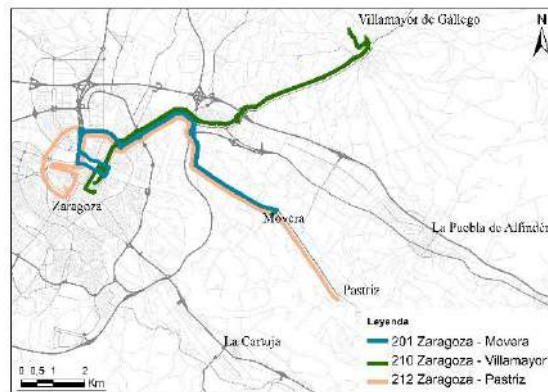 Villamayor de Gállego
N
Zaragoza
Movera
La Puebla de Alfindén
Pastriz
La Cartuja
Leyenda
201 Zaragoza - Movera
210 Zaragoza - Villamayor
212 Zaragoza - Pastriz
0 0,5 1 2
Km